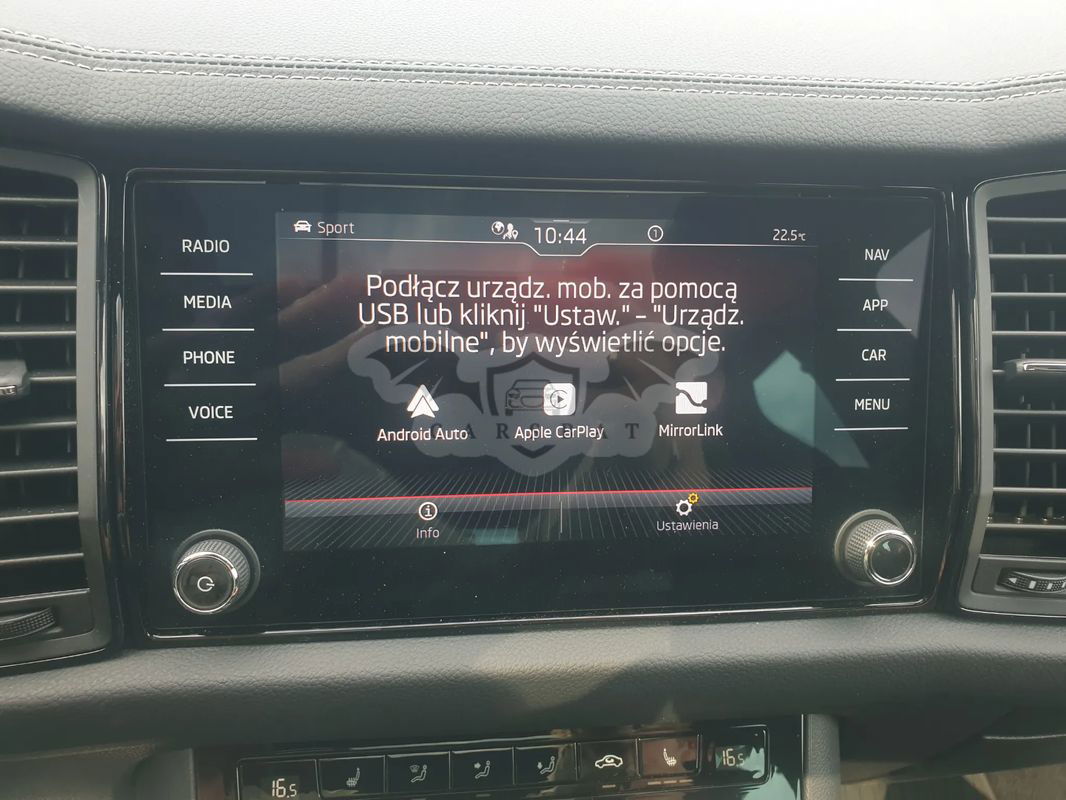 Sport
10:44
1
22.5°C
RADIO
MEDIA
PHONE
VOICE
NAV
APP
CAR
MENU
Podłącz urządz. mob. za pomocą
USB lub kliknij "Ustaw." – "Urządz.
mobilne", by wyświetlić opcje.
Android Auto
Apple CarPlay
MirrorLink
CARSBAT
Info
Ustawienia
16.5
16.5